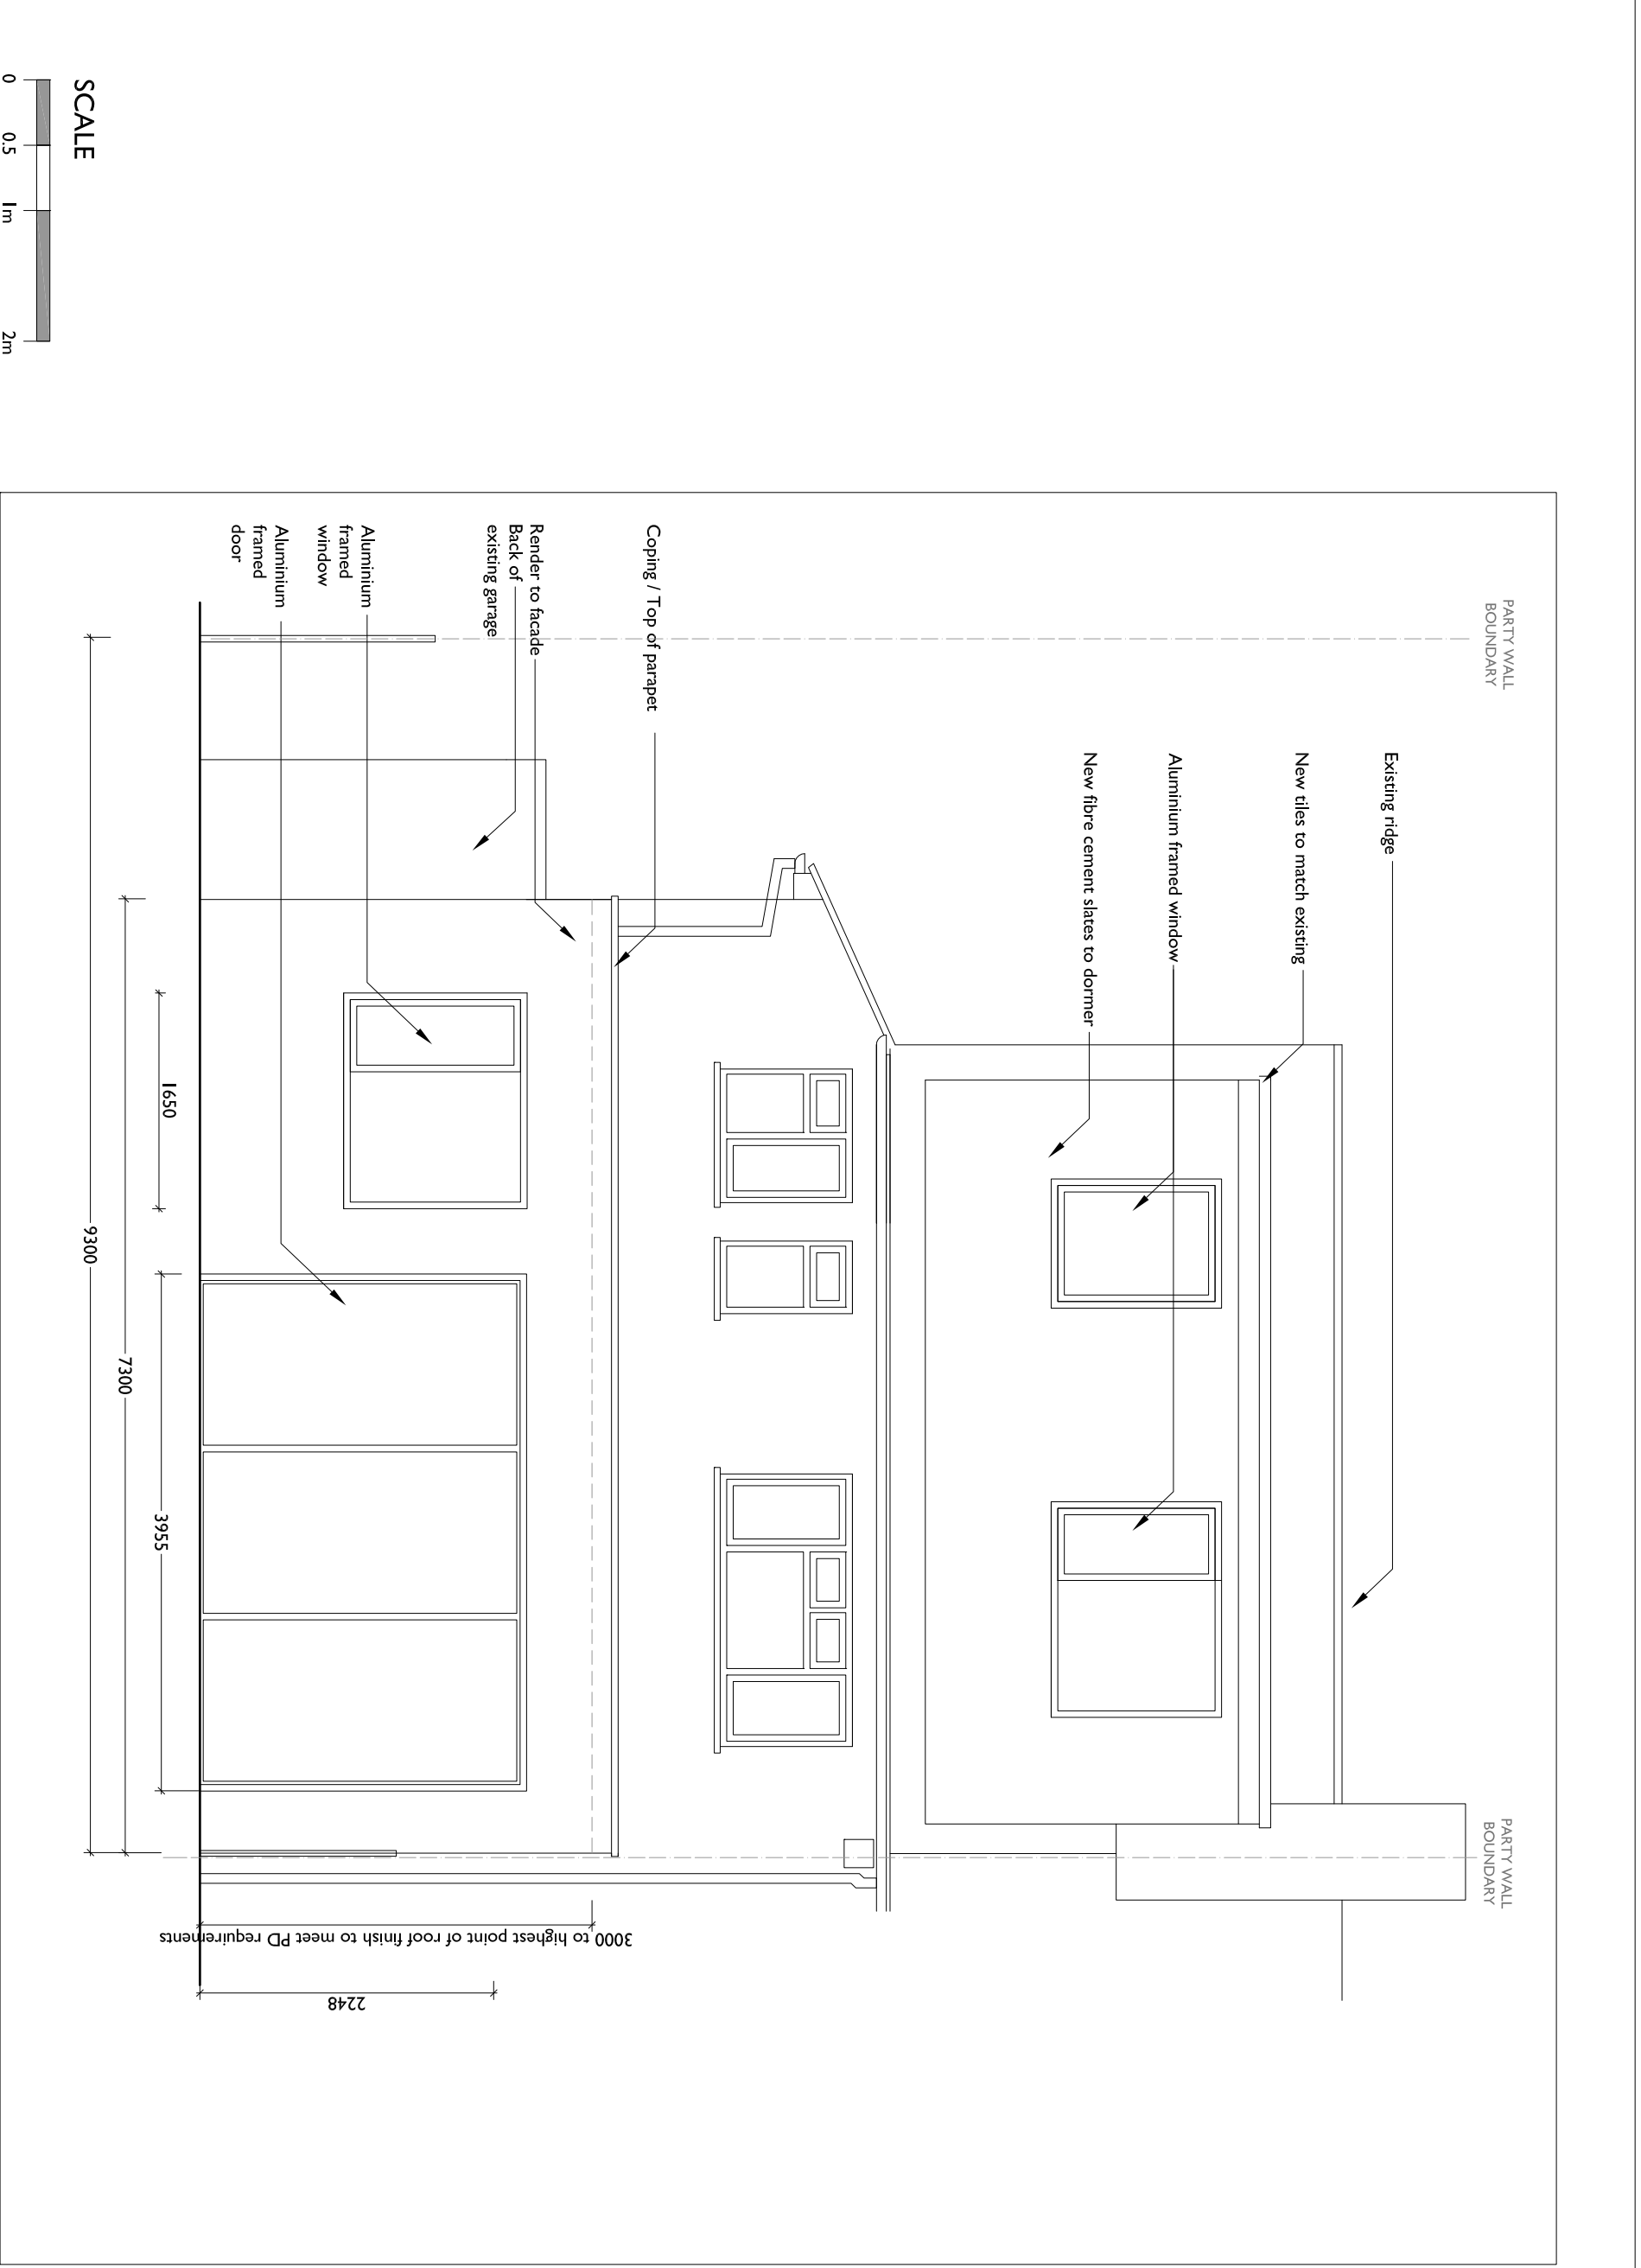 PARTY WALL
BOUNDARY
PARTY WALL
BOUNDARY
Existing ridge
New tiles to match existing
Aluminium framed window
New fibre cement slates to dormer
Coping / Top of parapet
Render to facade
Back of
existing garage
Aluminium
framed
window
Aluminium
framed
door
1650
3955
7300
9300
3000 to highest point of roof finish to meet PD requirements
2248
SCALE
0
0.5
1m
2m